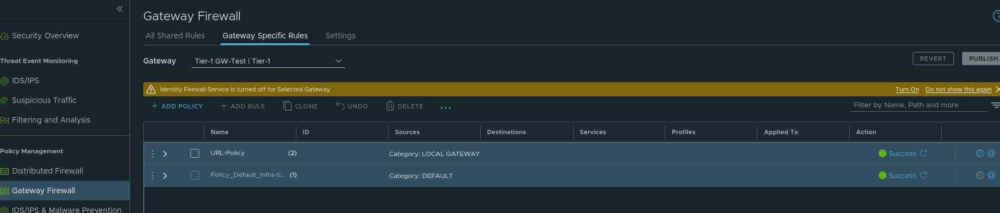 Gateway Firewall
Security Overview
Threat Event Monitoring
IDS/IPS
Suspicious Traffic
Filtering and Analysis
Policy Management
Distributed Firewall
Gateway Firewall
IDS/IPS & Malware Prevention
All Shared Rules Gateway Specific Rules Settings
Gateway Tier-1 GW-Test | Tier-1 REVERT PUBLISH
Identity Firewall Service is turned off for Selected Gateway. Turn On Do not show this again
+ ADD POLICY + ADD RULE CLONE UNDO DELETE ... Filter by Name, Path and more
Name ID Sources Destinations Services Profiles Applied To Action
URL-Policy (2) Category: LOCAL GATEWAY Success
Policy_Default_Infra-ti... (1) Category: DEFAULT Success